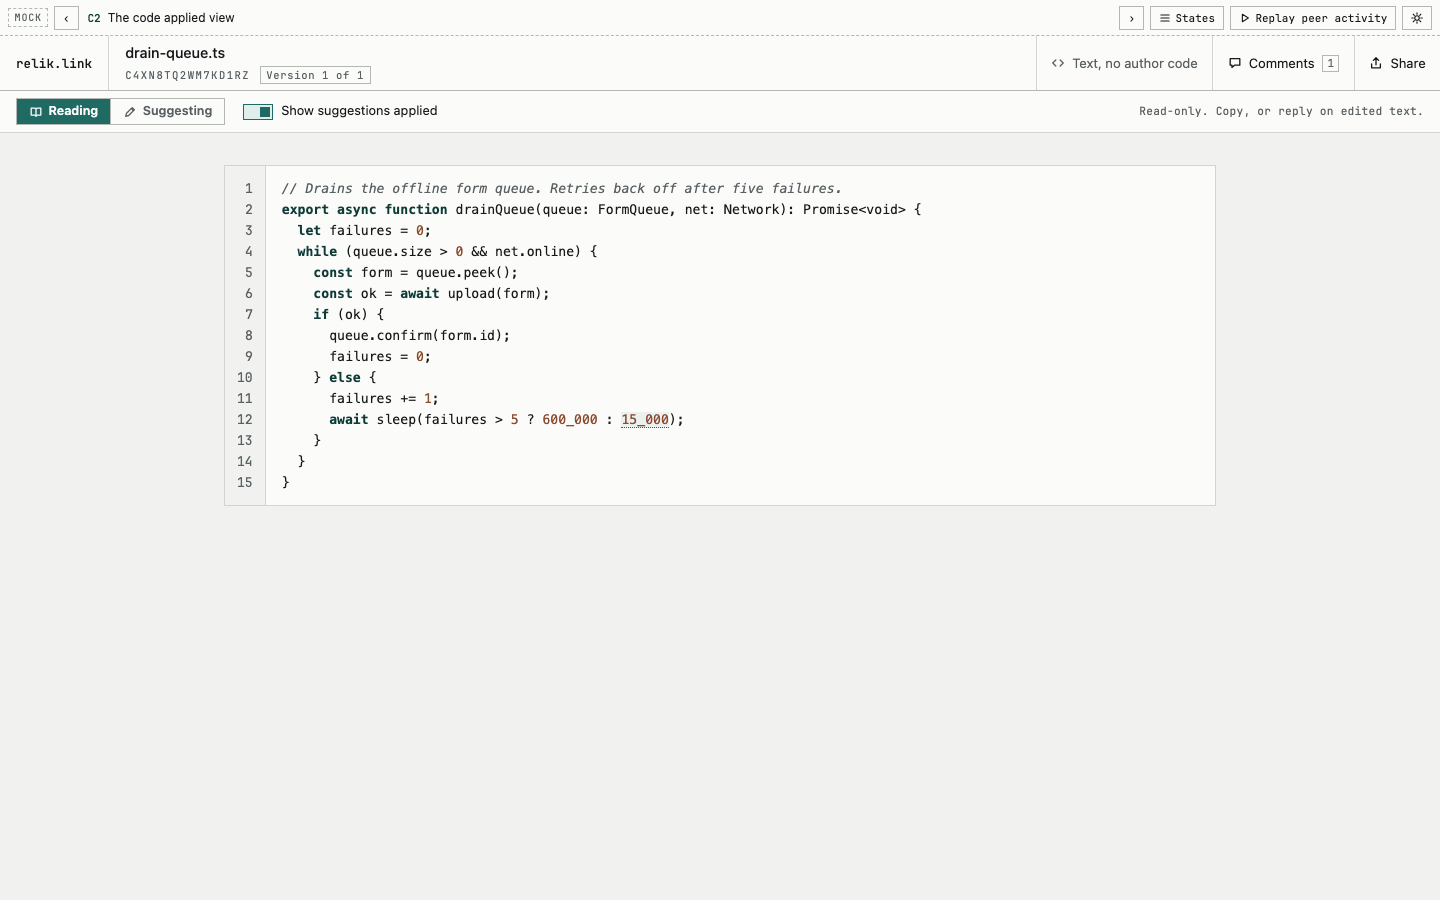 MOCK ‹ C2 The code applied view › States Replay peer activity
relik.link
drain-queue.ts
C4XN8TQ2WM7KD1RZ Version 1 of 1
Text, no author code Comments 1 Share
Reading Suggesting Show suggestions applied Read-only. Copy, or reply on edited text.
1 // Drains the offline form queue. Retries back off after five failures.
2 export async function drainQueue(queue: FormQueue, net: Network): Promise<void> {
3 let failures = 0;
4 while (queue.size > 0 && net.online) {
5 const form = queue.peek();
6 const ok = await upload(form);
7 if (ok) {
8 queue.confirm(form.id);
9 failures = 0;
10 } else {
11 failures += 1;
12 await sleep(failures > 5 ? 600_000 : 15_000);
13 }
14 }
15 }